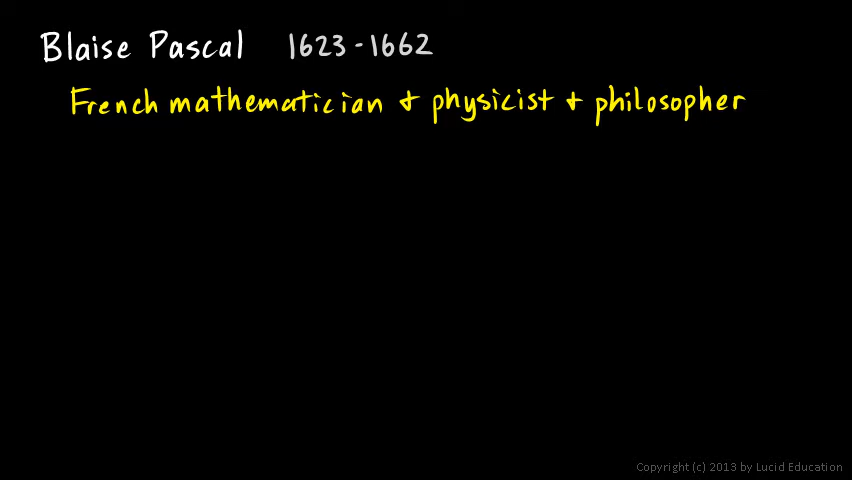 Blaise Pascal 1623-1662
French mathematician + physicist + philosopher
Copyright (c) 2013 by Lucid Education